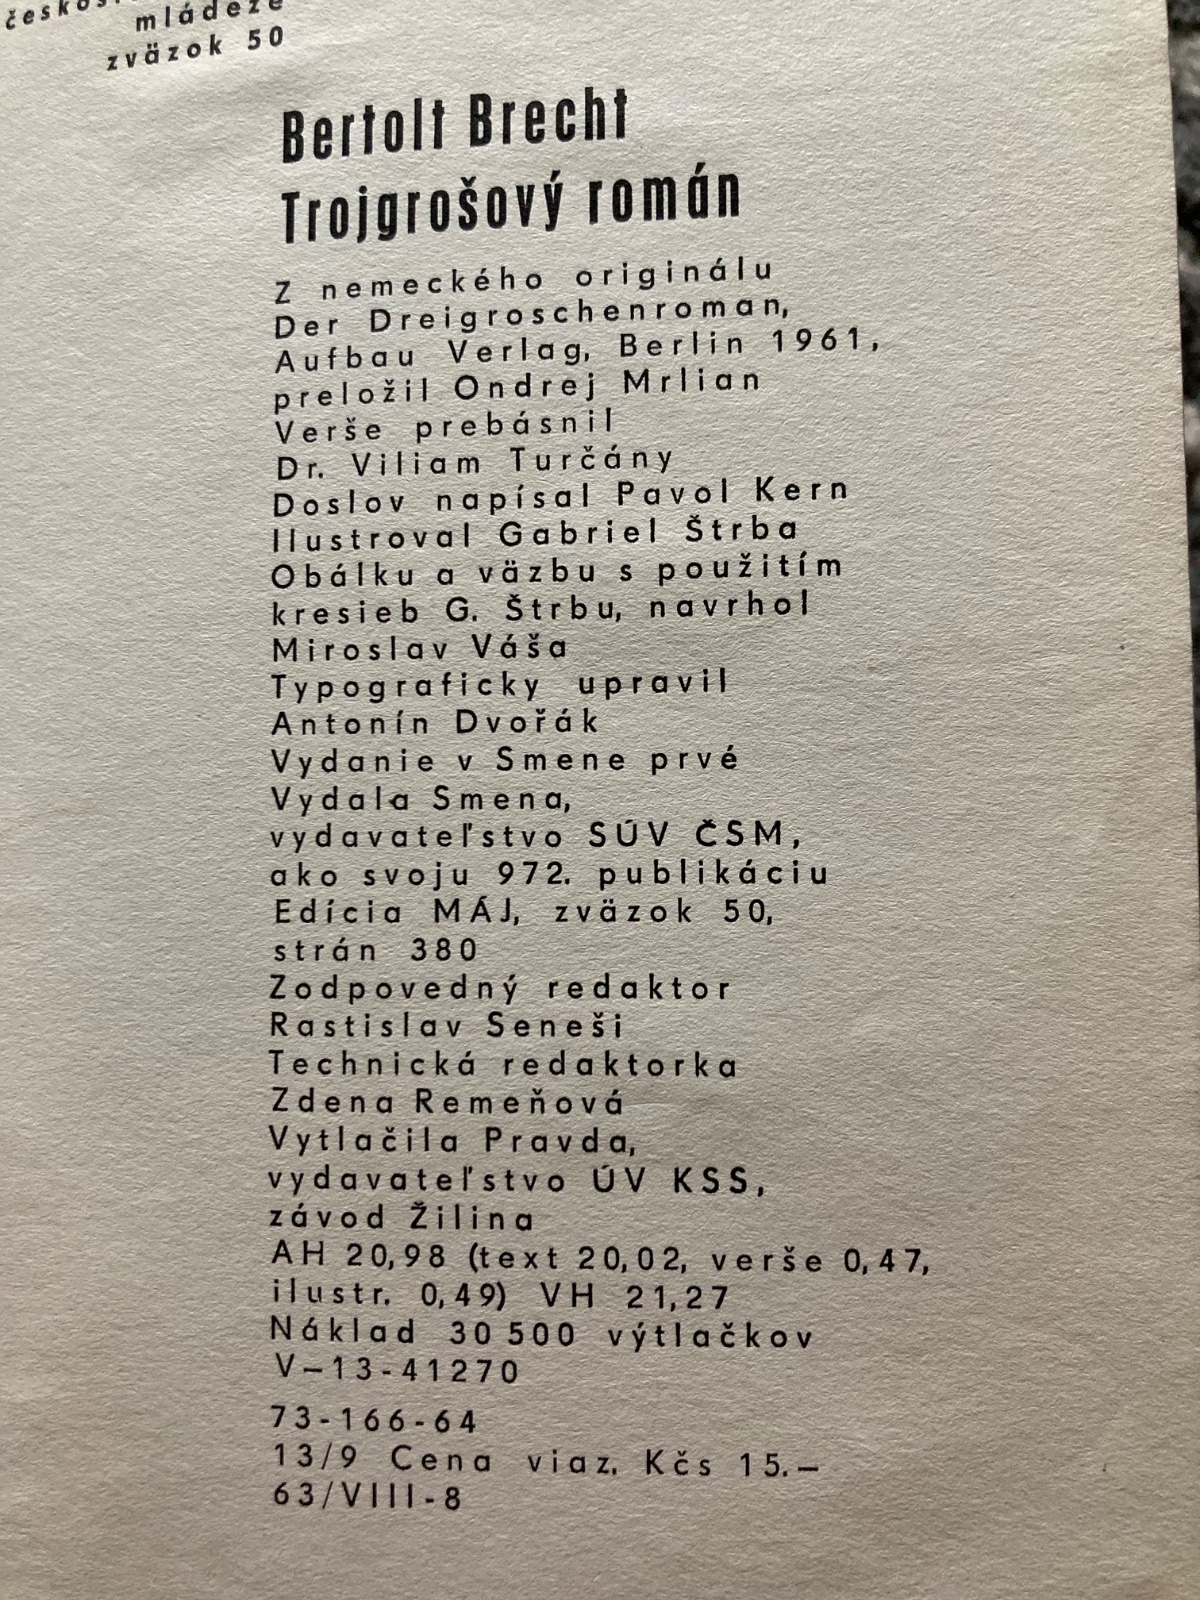 mládeže
zväzok 50
Bertolt Brecht
Trojgrošový román
Z nemeckého originálu
Der Dreigroschenroman,
Aufbau Verlag, Berlin 1961,
preložil Ondrej Mrlian
Verše prebásnil
Dr. Viliam Turčány
Doslov napísal Pavol Kern
Ilustroval Gabriel Štrba
Obálku a väzbu s použitím
kresieb G. Štrbu, navrhol
Miroslav Váša
Typograficky upravil
Antonín Dvořák
Vydanie v Smene prvé
Vydala Smena,
vydavateľstvo SÚV ČSM,
ako svoju 972. publikáciu
Edícia MÁJ, zväzok 50,
strán 380
Zodpovedný redaktor
Rastislav Seneši
Technická redaktorka
Zdena Remeňová
Vytlačila Pravda,
vydavateľstvo ÚV KSS,
závod Žilina
AH 20,98 (text 20,02, verše 0,47,
ilustr. 0,49) VH 21,27
Náklad 30 500 výtlačkov
V–13-41270
73-166-64
13/9 Cena viaz. Kčs 15.–
63/VIII-8